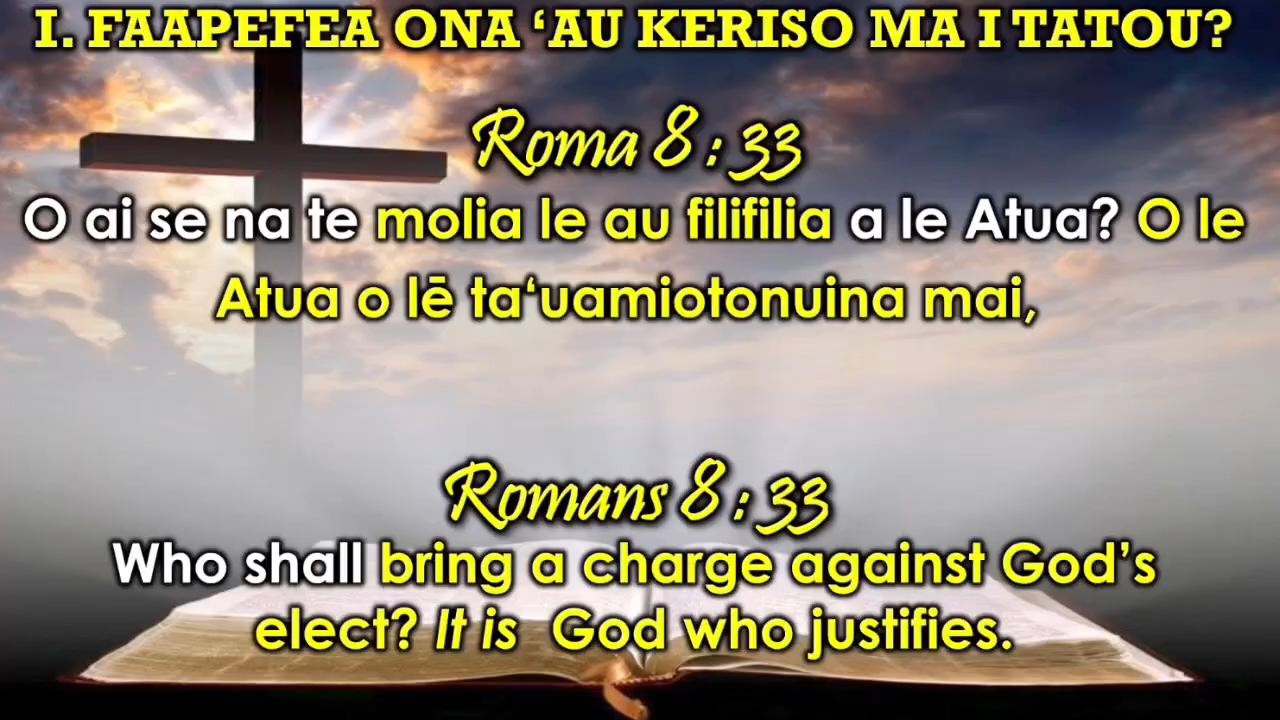 I. FAAPEFEA ONA ‘AU KERISO MA I TATOU?
Roma 8 : 33
O ai se na te molia le au filifilia a le Atua? O le
Atua o lē ta‘uamiotonuina mai,
Romans 8 : 33
Who shall bring a charge against God’s
elect? It is God who justifies.